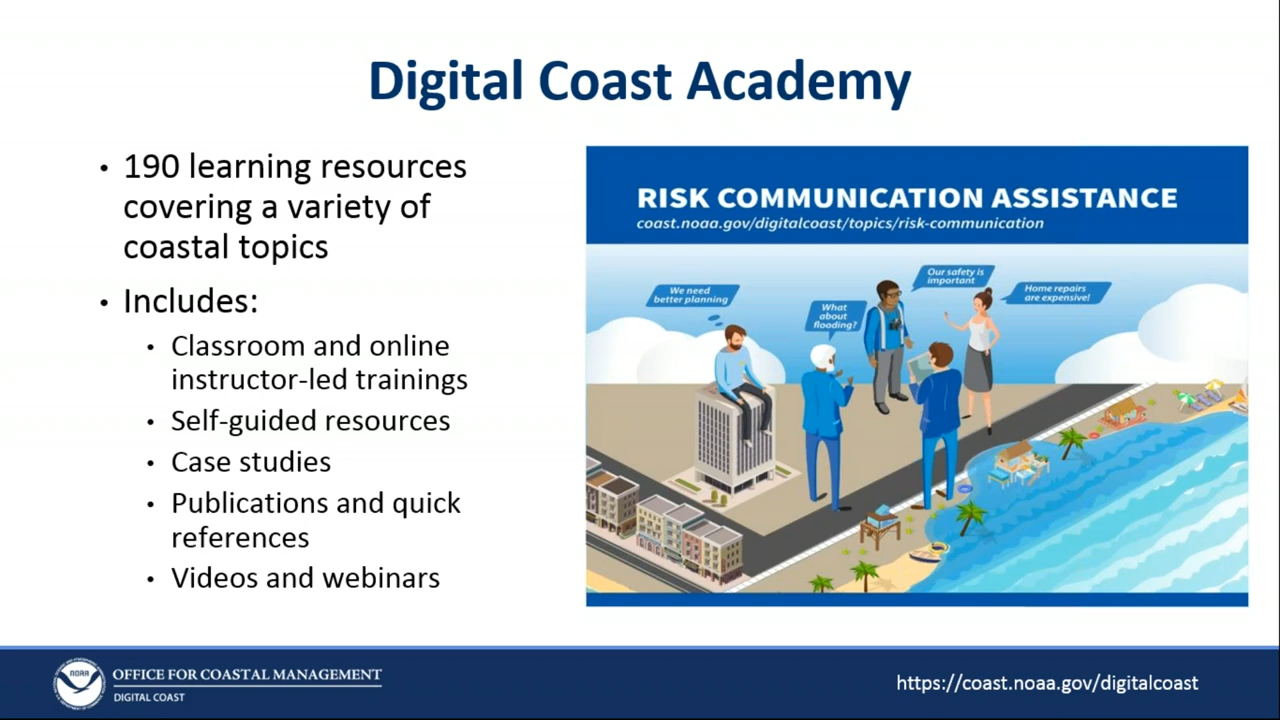 Digital Coast Academy
• 190 learning resources
covering a variety of
coastal topics
• Includes:
• Classroom and online
instructor-led trainings
• Self-guided resources
• Case studies
• Publications and quick
references
• Videos and webinars
RISK COMMUNICATION ASSISTANCE
coast.noaa.gov/digitalcoast/topics/risk-communication
We need
better planning
What
about
flooding?
Our safety is
important
Home repairs
are expensive!
NOAA
OFFICE FOR COASTAL MANAGEMENT
DIGITAL COAST
https://coast.noaa.gov/digitalcoast